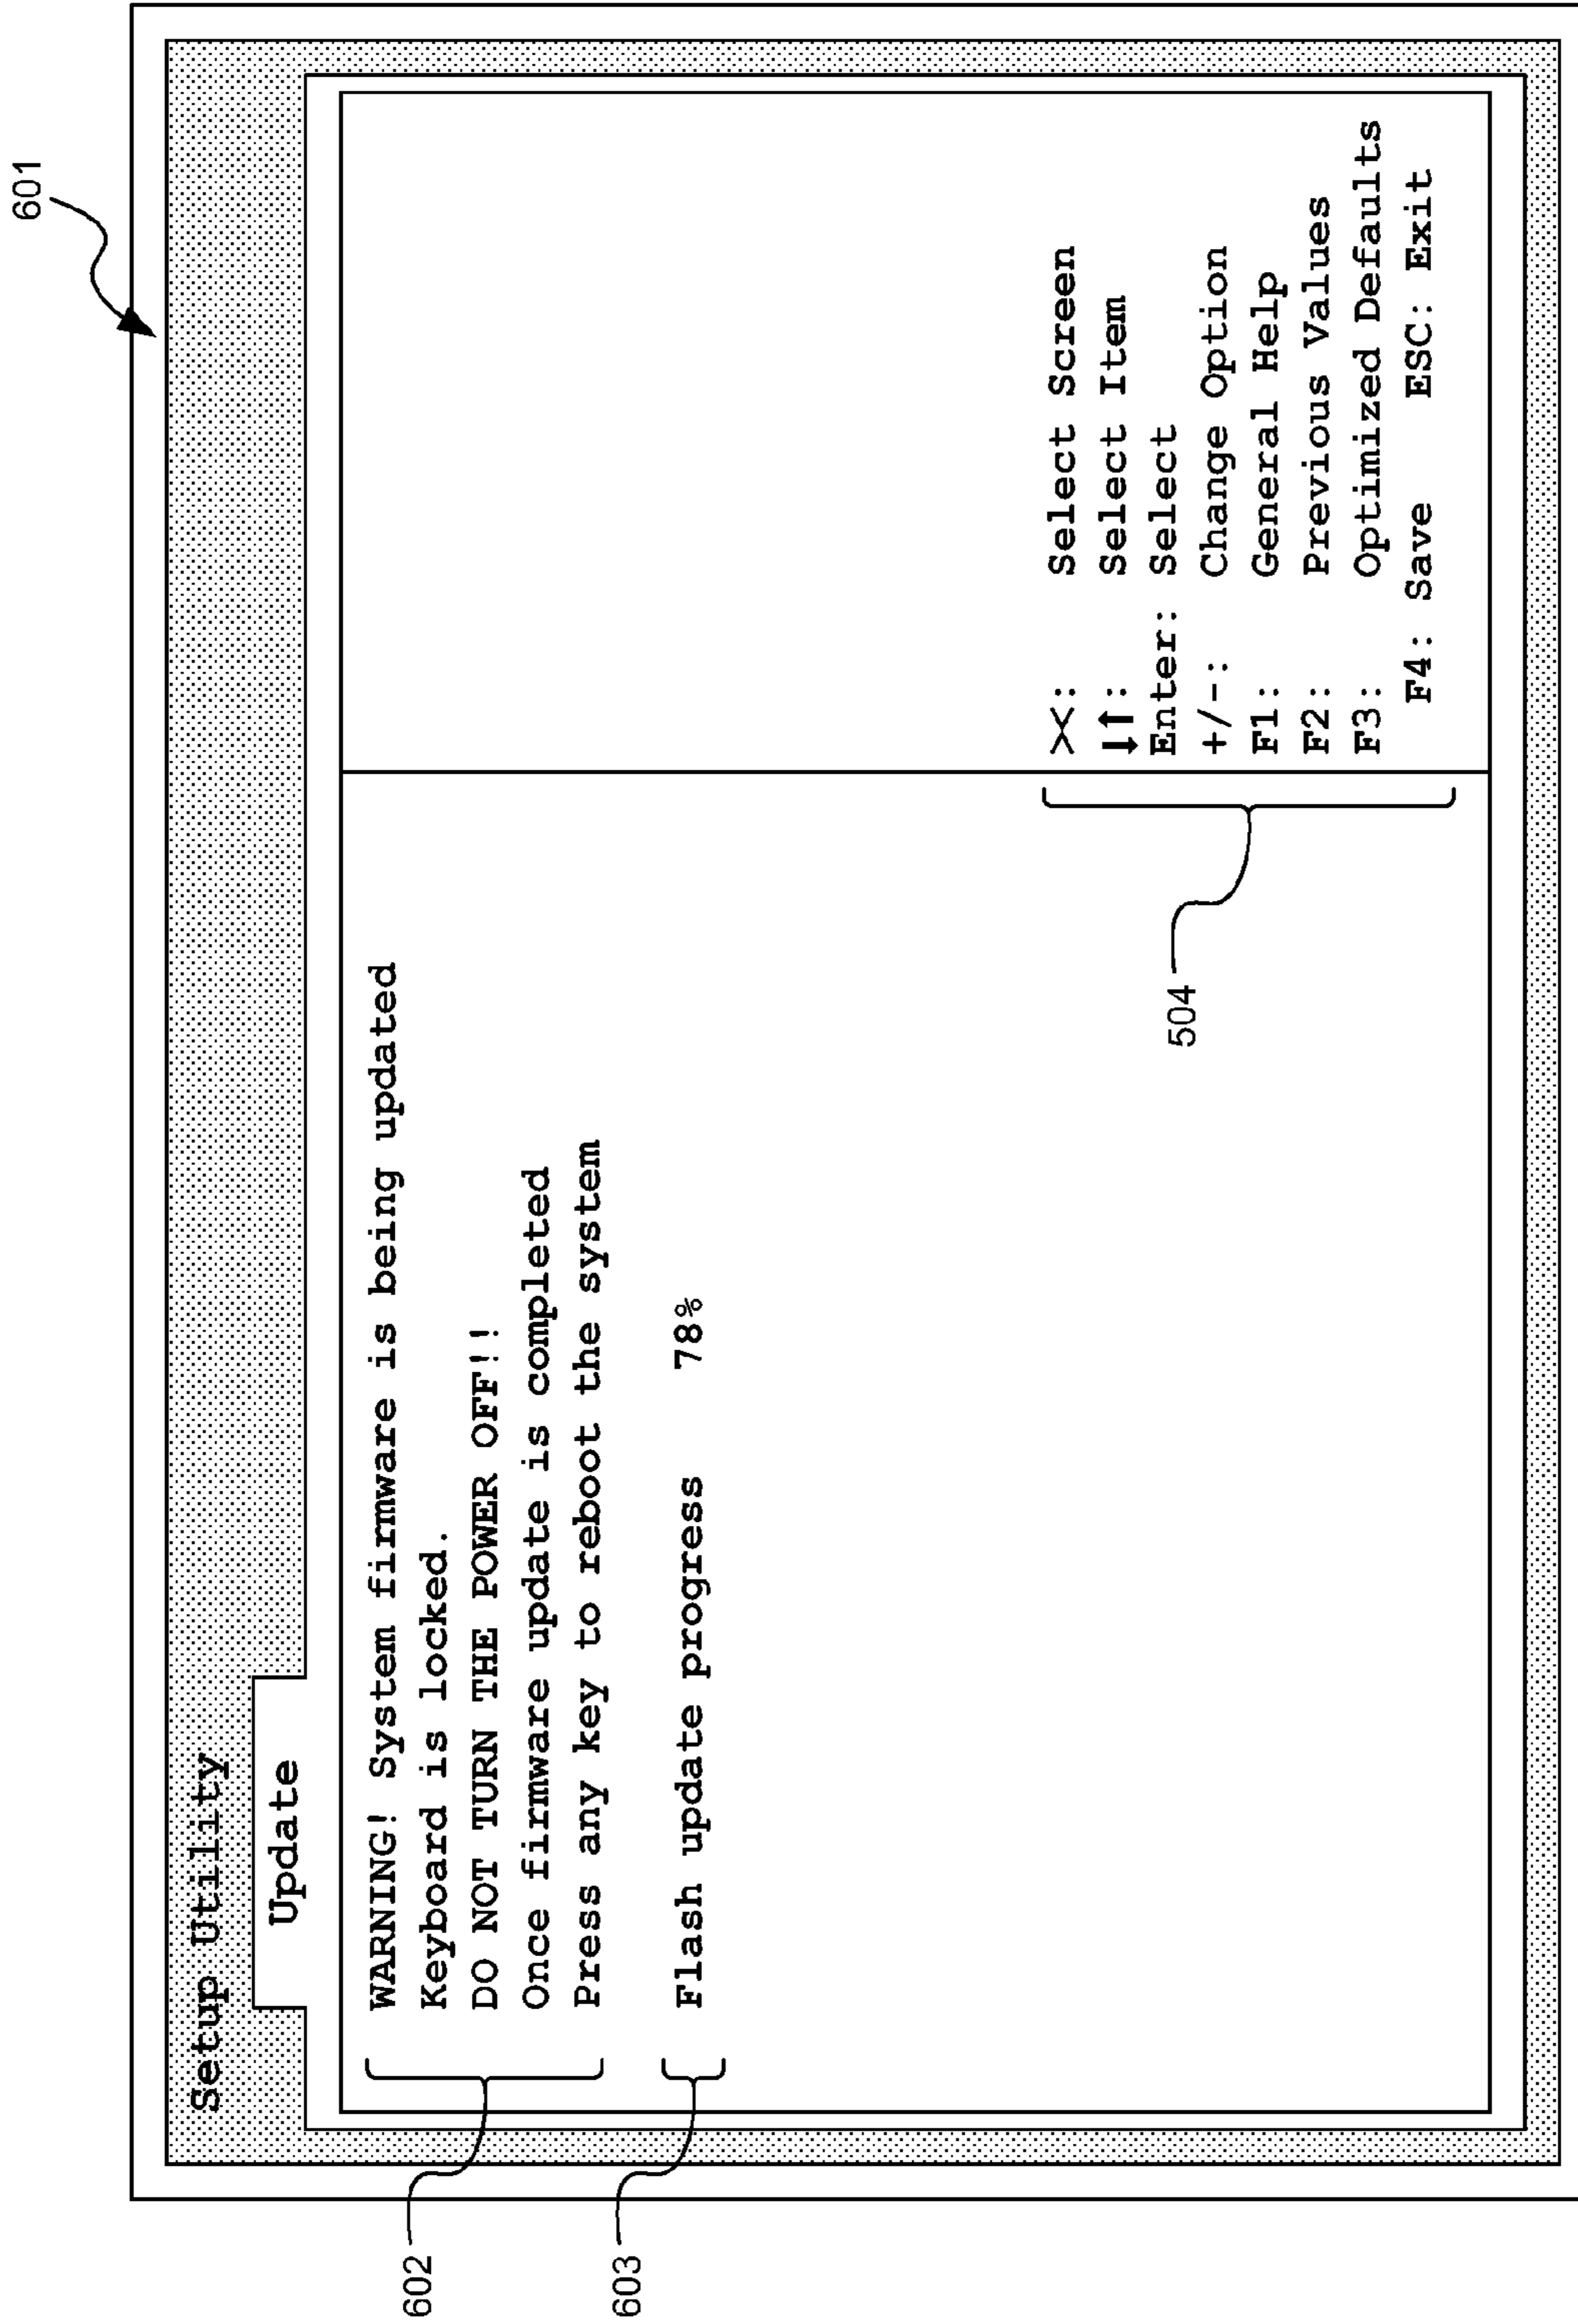 601
Setup Utility
Update
WARNING! System firmware is being updated
Keyboard is locked.
DO NOT TURN THE POWER OFF!!
Once firmware update is completed
Press any key to reboot the system
602
Flash update progress 78%
603
504
><: Select Screen
↓↑: Select Item
Enter: Select
+/-: Change Option
F1: General Help
F2: Previous Values
F3: Optimized Defaults
F4: Save ESC: Exit